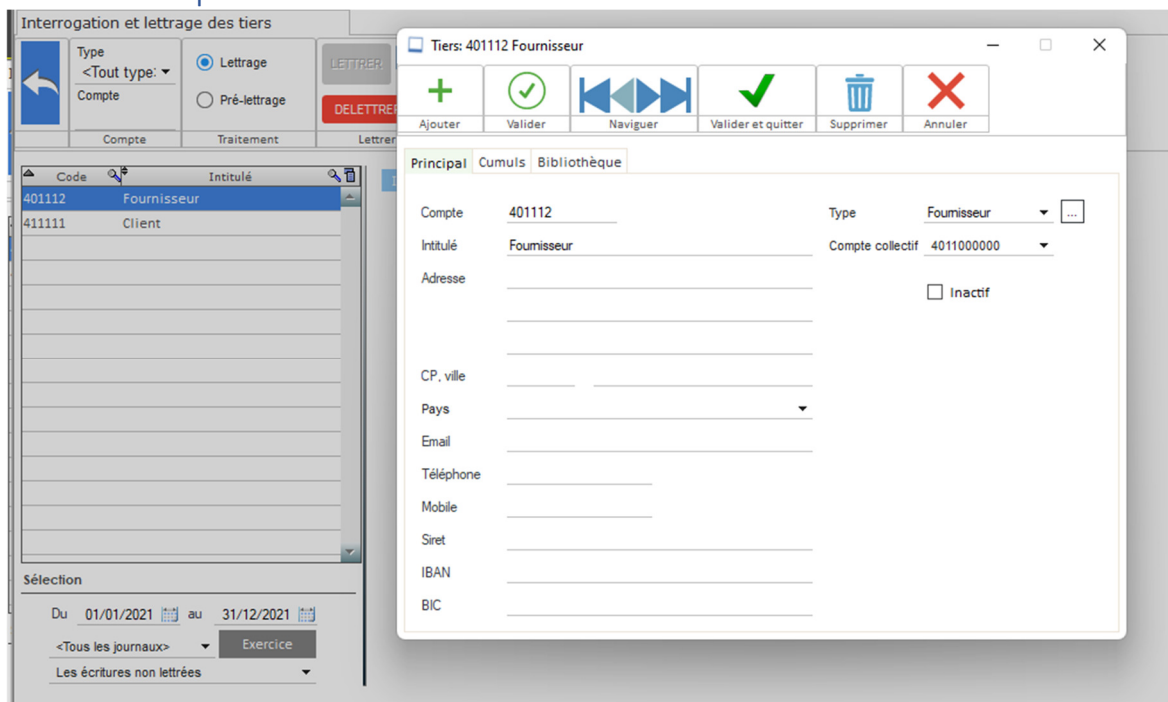 Interrogation et lettrage des tiers
Type
<Tout type:
Compte
Compte
Lettrage
Pré-lettrage
Traitement
LETTRER
DELETTRER
Lettrer
Code Intitulé
401112 Fournisseur
411111 Client
Sélection
Du 01/01/2021 au 31/12/2021
<Tous les journaux> Exercice
Les écritures non lettrées
Tiers: 401112 Fournisseur
Ajouter Valider Naviguer Valider et quitter Supprimer Annuler
Principal Cumuls Bibliothèque
Compte 401112 Type Fournisseur ...
Intitulé Fournisseur Compte collectif 4011000000
Adresse Inactif
CP, ville
Pays
Email
Téléphone
Mobile
Siret
IBAN
BIC